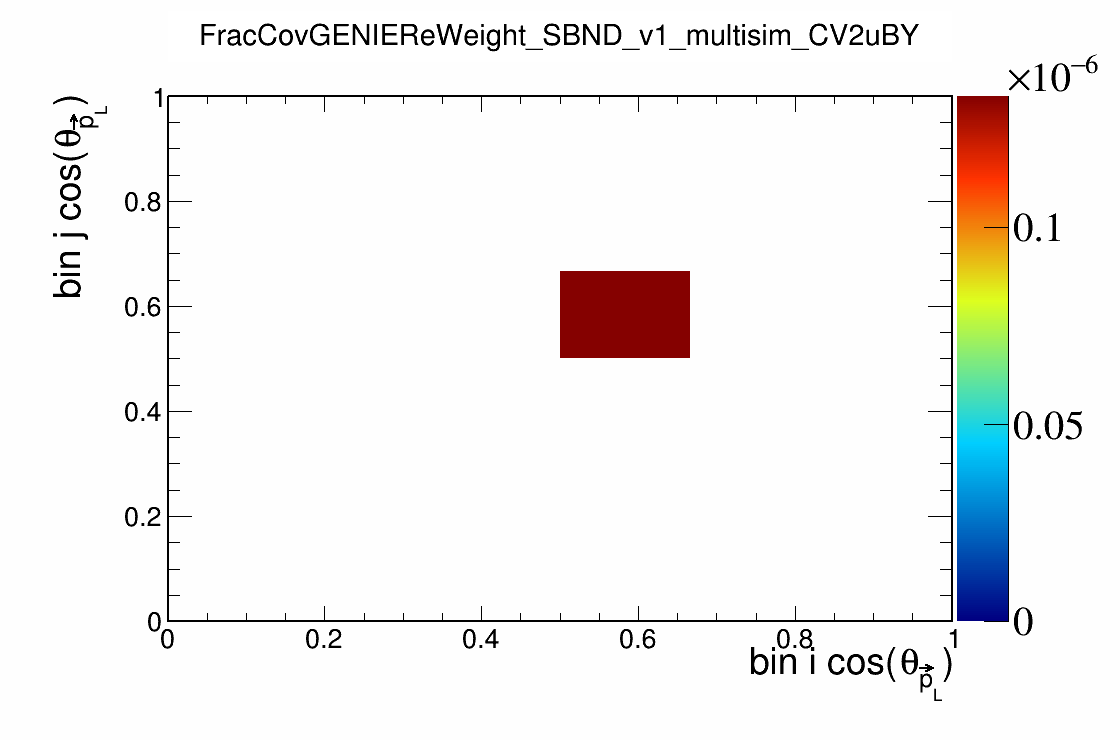 FracCovGENIEReWeight_SBND_v1_multisim_CV2uBY
×10⁻⁶
bin j cos(θ_p⃗_L)
1
0.8
0.6
0.4
0.2
0
0.1
0.05
0
0 0.2 0.4 0.6 0.8 1
bin i cos(θ_p⃗_L)